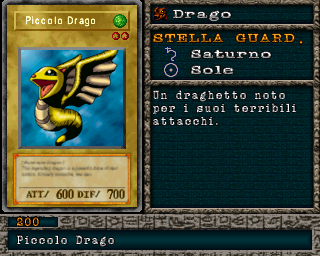 Piccolo Drago
ATT/ 600 DIF/ 700
Drago
STELLA GUARD.
Saturno
Sole
Un draghetto noto
per i suoi terribili
attacchi.
200
Piccolo Drago